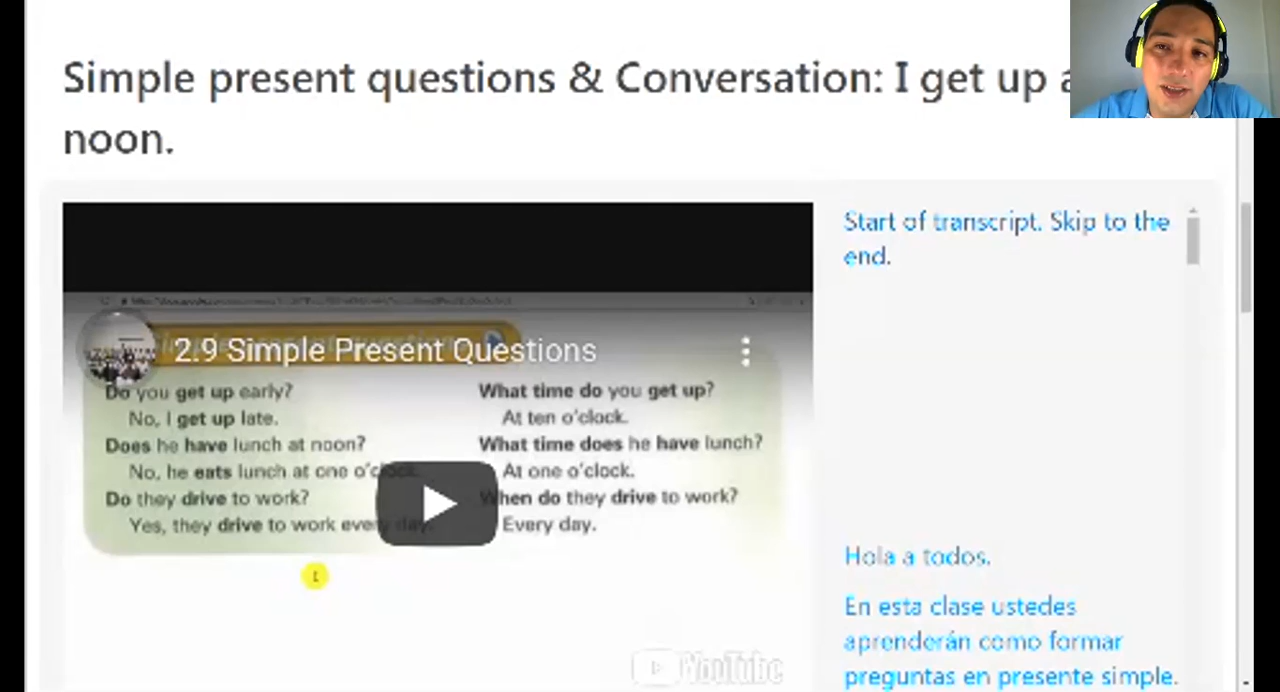 Simple present questions & Conversation: I get up a
noon.
Start of transcript. Skip to the
end.
2.9 Simple Present Questions
Do you get up early?
No, I get up late.
Does he have lunch at noon?
No, he eats lunch at one o'clock.
Do they drive to work?
Yes, they drive to work every day.
What time do you get up?
At ten o'clock.
What time does he have lunch?
At one o'clock.
When do they drive to work?
Every day.
YouTube
Hola a todos.
En esta clase ustedes
aprenderán como formar
preguntas en presente simple.